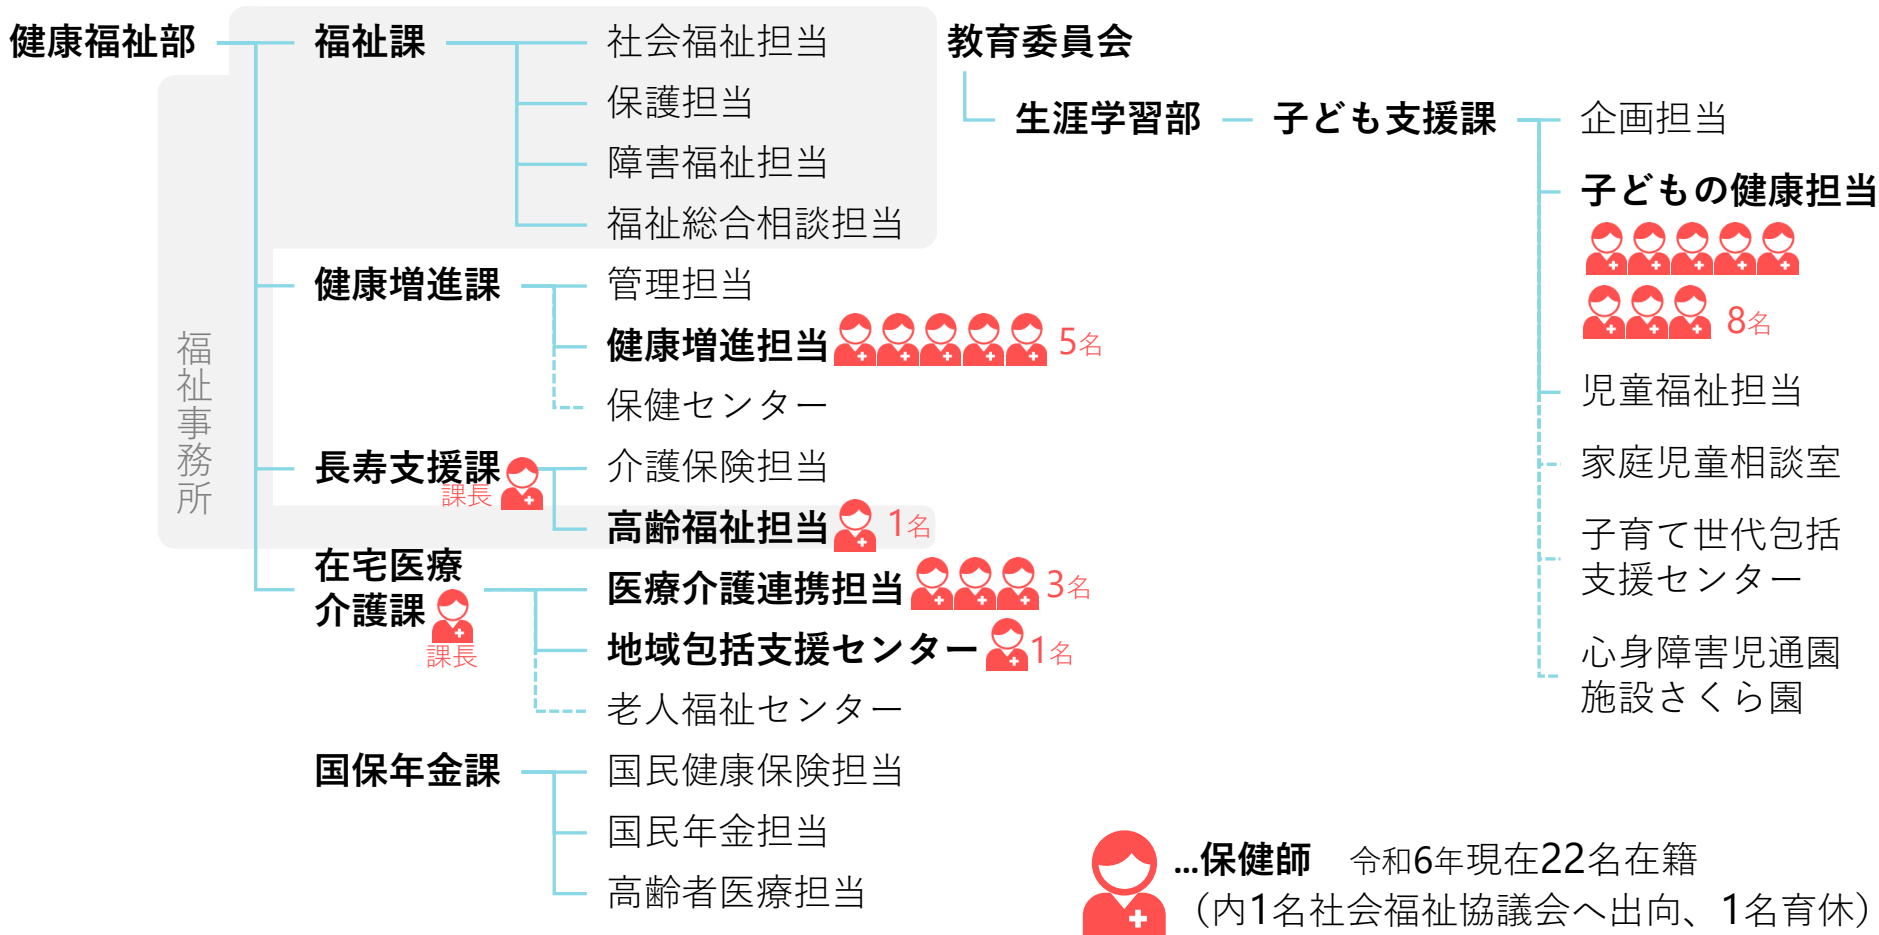 健康福祉部
福祉課
社会福祉担当
保護担当
障害福祉担当
福祉総合相談担当
健康増進課
管理担当
健康増進担当 5名
保健センター
福祉事務所
長寿支援課
課長
介護保険担当
高齢福祉担当 1名
在宅医療
介護課
課長
医療介護連携担当 3名
地域包括支援センター 1名
老人福祉センター
国保年金課
国民健康保険担当
国民年金担当
高齢者医療担当
教育委員会
生涯学習部
子ども支援課
企画担当
子どもの健康担当
8名
児童福祉担当
家庭児童相談室
子育て世代包括
支援センター
心身障害児通園
施設さくら園
...保健師 令和6年現在22名在籍
（内1名社会福祉協議会へ出向、1名育休）